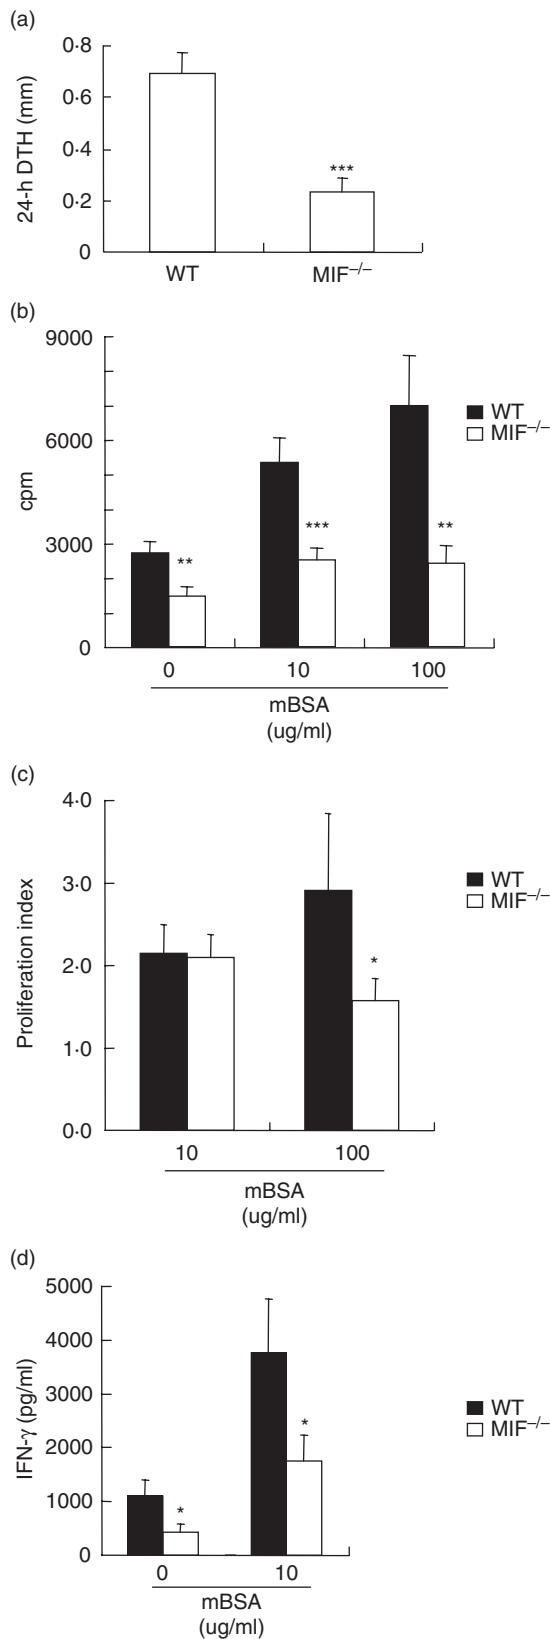 (a)
0·8
0·6
0·4
0·2
0
24-h DTH (mm)
***
WT MIF–/–
(b)
9000
6000
3000
0
cpm
** *** **
WT
MIF–/–
0 10 100
mBSA
(ug/ml)
(c)
4·0
3·0
2·0
1·0
0·0
Proliferation index
*
WT
MIF–/–
10 100
mBSA
(ug/ml)
(d)
5000
4000
3000
2000
1000
0
IFN-γ (pg/ml)
* *
WT
MIF–/–
0 10
mBSA
(ug/ml)